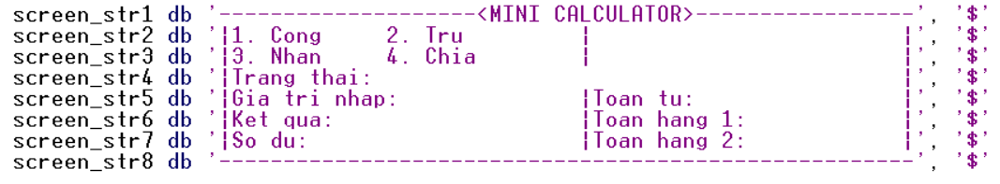 screen_str1 db '--------------------<MINI CALCULATOR>-----------------', '$'
screen_str2 db '|1. Cong     2. Tru         |                        |', '$'
screen_str3 db '|3. Nhan     4. Chia        |                        |', '$'
screen_str4 db '|Trang thai:                                         |', '$'
screen_str5 db '|Gia tri nhap:              |Toan tu:                |', '$'
screen_str6 db '|Ket qua:                   |Toan hang 1:            |', '$'
screen_str7 db '|So du:                     |Toan hang 2:            |', '$'
screen_str8 db '------------------------------------------------------', '$'